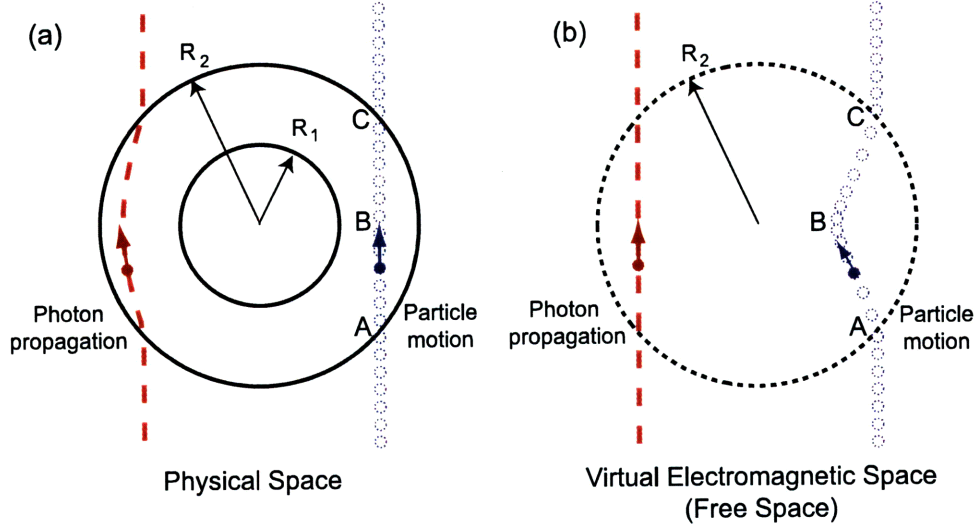 (a)
R2
R1
C
B
A
Photon
propagation
Particle
motion
Physical Space
(b)
R2
C
B
A
Photon
propagation
Particle
motion
Virtual Electromagnetic Space
(Free Space)